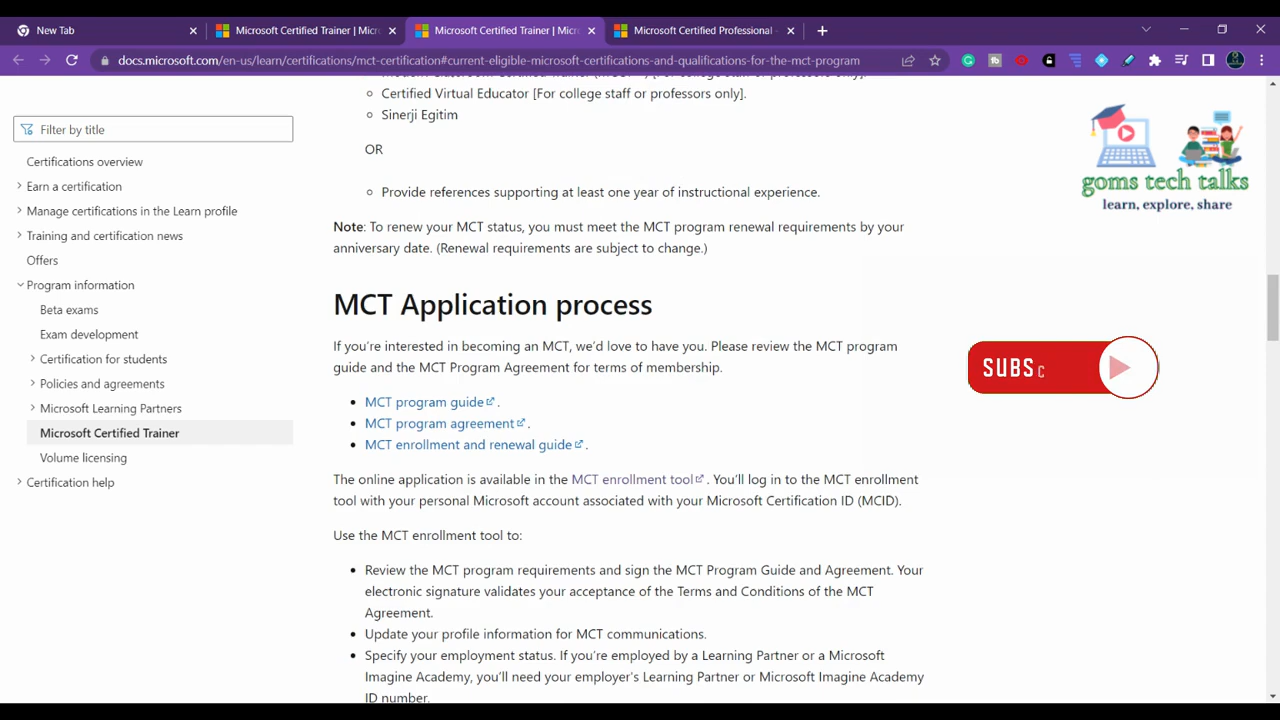 New Tab
Microsoft Certified Trainer | Micr
Microsoft Certified Trainer | Micr
Microsoft Certified Professional -
docs.microsoft.com/en-us/learn/certifications/mct-certification#current-eligible-microsoft-certifications-and-qualifications-for-the-mct-program
Filter by title
Certifications overview
Earn a certification
Manage certifications in the Learn profile
Training and certification news
Offers
Program information
Beta exams
Exam development
Certification for students
Policies and agreements
Microsoft Learning Partners
Microsoft Certified Trainer
Volume licensing
Certification help
Certified Virtual Educator [For college staff or professors only].
Sinerji Egitim
OR
Provide references supporting at least one year of instructional experience.
Note: To renew your MCT status, you must meet the MCT program renewal requirements by your
anniversary date. (Renewal requirements are subject to change.)
MCT Application process
If you're interested in becoming an MCT, we'd love to have you. Please review the MCT program
guide and the MCT Program Agreement for terms of membership.
MCT program guide .
MCT program agreement .
MCT enrollment and renewal guide .
The online application is available in the MCT enrollment tool . You'll log in to the MCT enrollment
tool with your personal Microsoft account associated with your Microsoft Certification ID (MCID).
Use the MCT enrollment tool to:
Review the MCT program requirements and sign the MCT Program Guide and Agreement. Your
electronic signature validates your acceptance of the Terms and Conditions of the MCT
Agreement.
Update your profile information for MCT communications.
Specify your employment status. If you're employed by a Learning Partner or a Microsoft
Imagine Academy, you'll need your employer's Learning Partner or Microsoft Imagine Academy
ID number.
goms tech talks
learn, explore, share
SUBSC